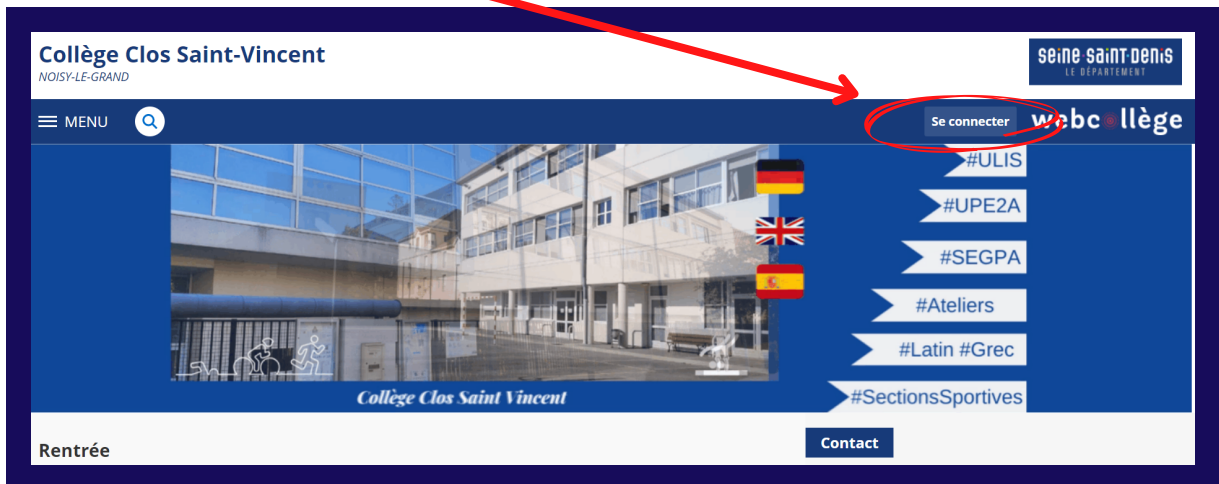 Collège Clos Saint-Vincent
NOISY-LE-GRAND
seine-saint-denis
LE DÉPARTEMENT
MENU
Se connecter
webcollège
#ULIS
#UPE2A
#SEGPA
#Ateliers
#Latin #Grec
#SectionsSportives
Collège Clos Saint Vincent
Rentrée
Contact